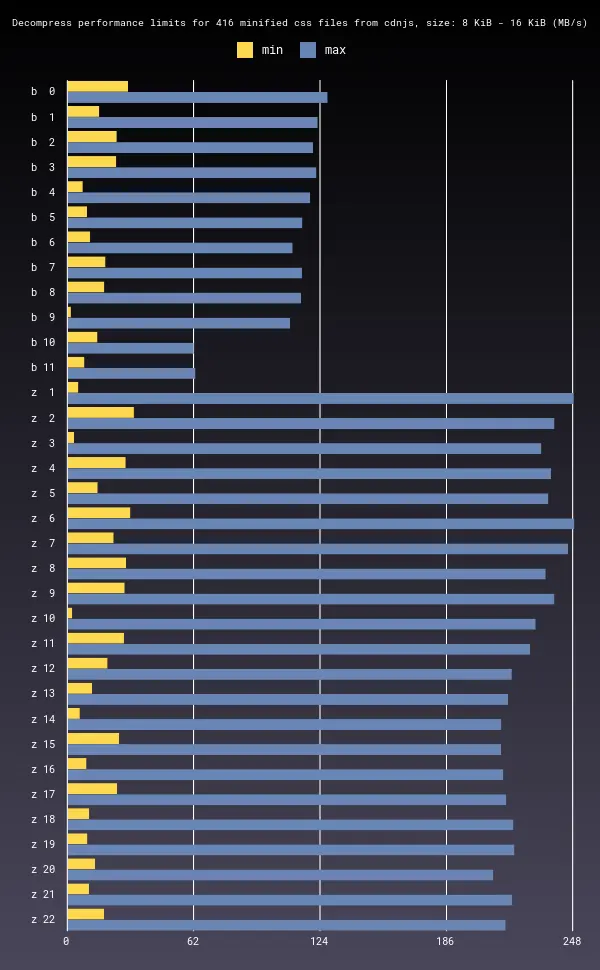 Decompress performance limits for 416 minified css files from cdnjs, size: 8 KiB - 16 KiB (MB/s)
min max
b 0
b 1
b 2
b 3
b 4
b 5
b 6
b 7
b 8
b 9
b 10
b 11
z 1
z 2
z 3
z 4
z 5
z 6
z 7
z 8
z 9
z 10
z 11
z 12
z 13
z 14
z 15
z 16
z 17
z 18
z 19
z 20
z 21
z 22
0 62 124 186 248